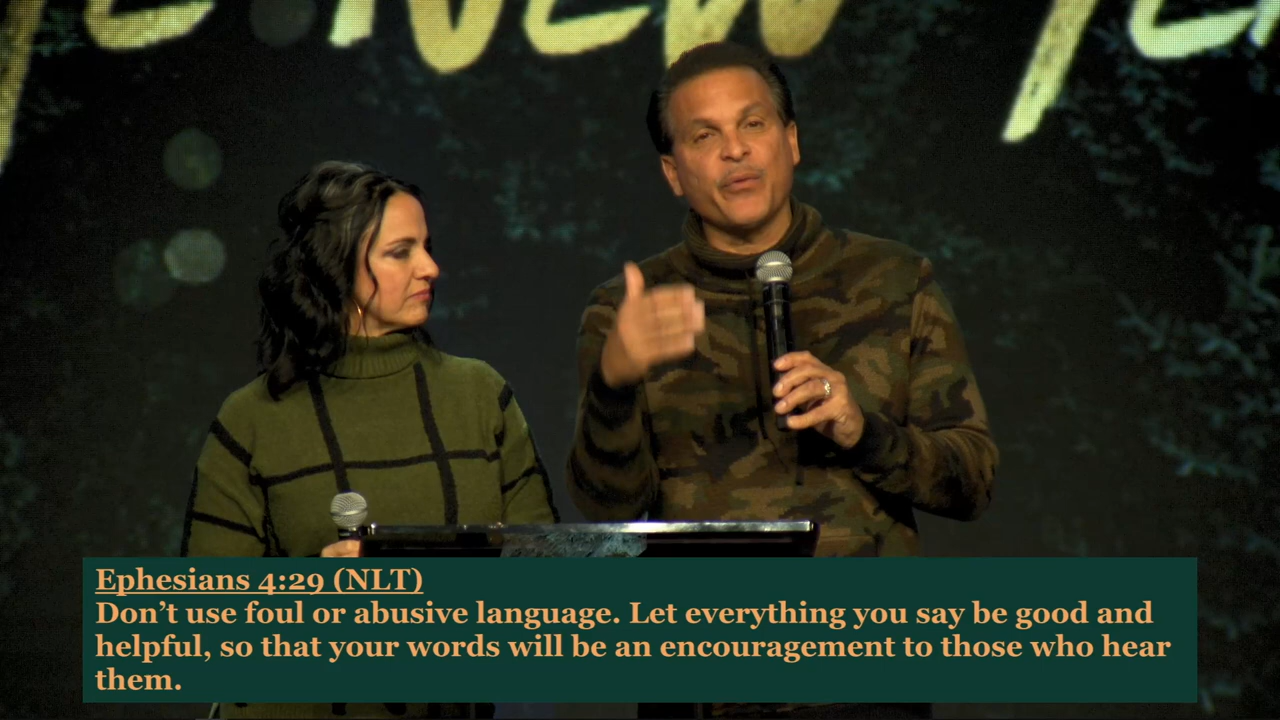 NEW
Ephesians 4:29 (NLT)
Don’t use foul or abusive language. Let everything you say be good and
helpful, so that your words will be an encouragement to those who hear
them.